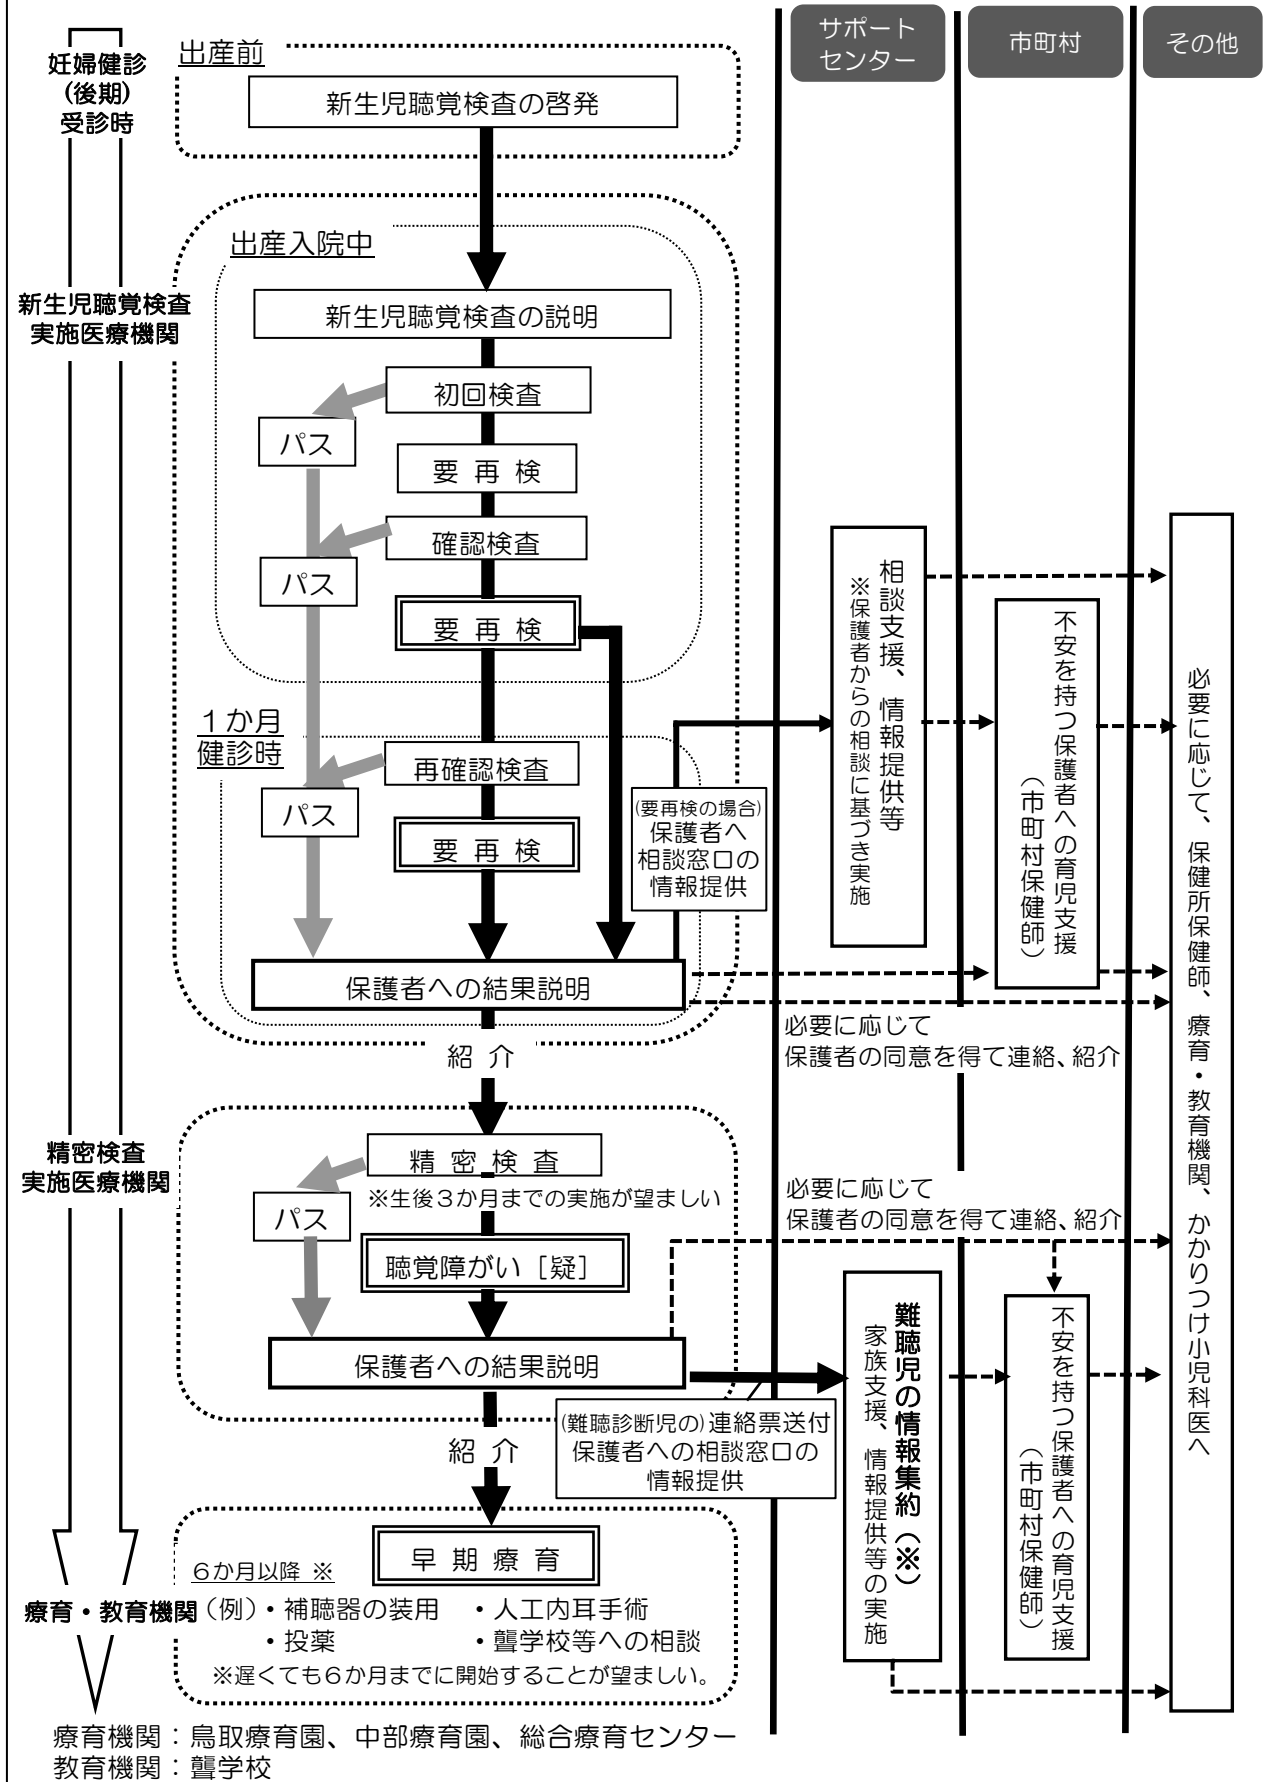 妊婦健診
(後期)
受診時
出産前
新生児聴覚検査の啓発
サポート
センター
市町村
その他
出産入院中
新生児聴覚検査
実施医療機関
新生児聴覚検査の説明
初回検査
パス
要 再 検
確認検査
パス
要 再 検
1か月
健診時
再確認検査
パス
要 再 検
(要再検の場合)
保護者へ
相談窓口の
情報提供
保護者への結果説明
相談支援、情報提供等
※保護者からの相談に基づき実施
不安を持つ保護者への育児支援
(市町村保健師)
必要に応じて、保健所保健師、療育・教育機関、かかりつけ小児科医へ
必要に応じて
保護者の同意を得て連絡、紹介
紹 介
精密検査
実施医療機関
精 密 検 査
※生後3か月までの実施が望ましい
パス
聴覚障がい[疑]
保護者への結果説明
必要に応じて
保護者の同意を得て連絡、紹介
(難聴診断児の)連絡票送付
保護者への相談窓口の
情報提供
難聴児の情報集約(※)
家族支援、情報提供等の実施
不安を持つ保護者への育児支援
(市町村保健師)
紹 介
早 期 療 育
6か月以降 ※
療育・教育機関
(例)・補聴器の装用 ・人工内耳手術
・投薬 ・聾学校等への相談
※遅くても6か月までに開始することが望ましい。
療育機関:鳥取療育園、中部療育園、総合療育センター
教育機関:聾学校